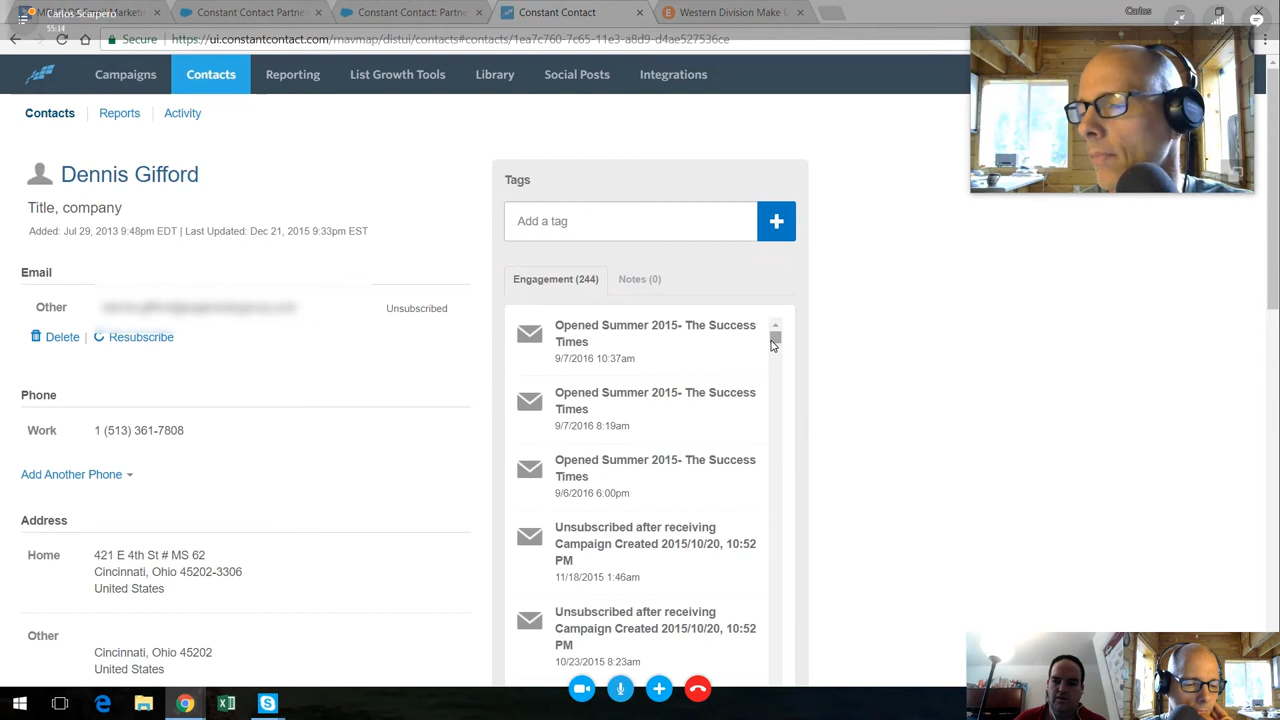 Carlos Scarpero
55:14
Constant Contact Partne
Constant Contact: Partne
Constant Contact
Western Division Make U
Carlos
Secure
https://ui.constantcontact.com/rnavmap/distui/contacts#contacts/1ea7c760-7c65-11e3-a8d9-d4ae527536ce
Campaigns
Contacts
Reporting
List Growth Tools
Library
Social Posts
Integrations
Contacts
Reports
Activity
Dennis Gifford
Title, company
Added: Jul 29, 2013 9:48pm EDT | Last Updated: Dec 21, 2015 9:33pm EST
Email
Other
Unsubscribed
Delete | Resubscribe
Phone
Work
1 (513) 361-7808
Add Another Phone
Address
Home
421 E 4th St # MS 62
Cincinnati, Ohio 45202-3306
United States
Other
Cincinnati, Ohio 45202
United States
Tags
Add a tag
Engagement (244)
Notes (0)
Opened Summer 2015- The Success
Times
9/7/2016 10:37am
Opened Summer 2015- The Success
Times
9/7/2016 8:19am
Opened Summer 2015- The Success
Times
9/6/2016 6:00pm
Unsubscribed after receiving
Campaign Created 2015/10/20, 10:52
PM
11/18/2015 1:46am
Unsubscribed after receiving
Campaign Created 2015/10/20, 10:52
PM
10/23/2015 8:23am